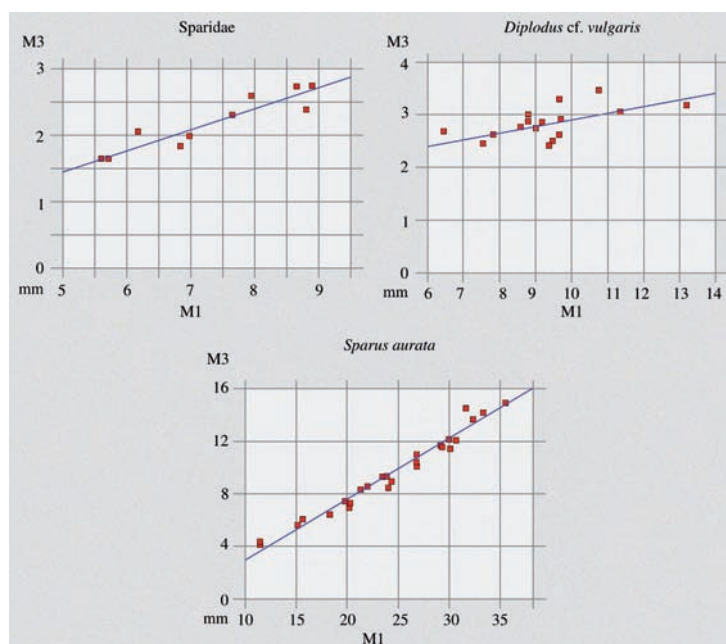 Sparidae
M3
3
2
1
0
mm
5 6 7 8 9
M1
Diplodus cf. vulgaris
M3
4
3
2
1
0
6 7 8 9 10 11 12 13 14
M1
Sparus aurata
M3
16
12
8
4
0
mm
10 15 20 25 30 35
M1